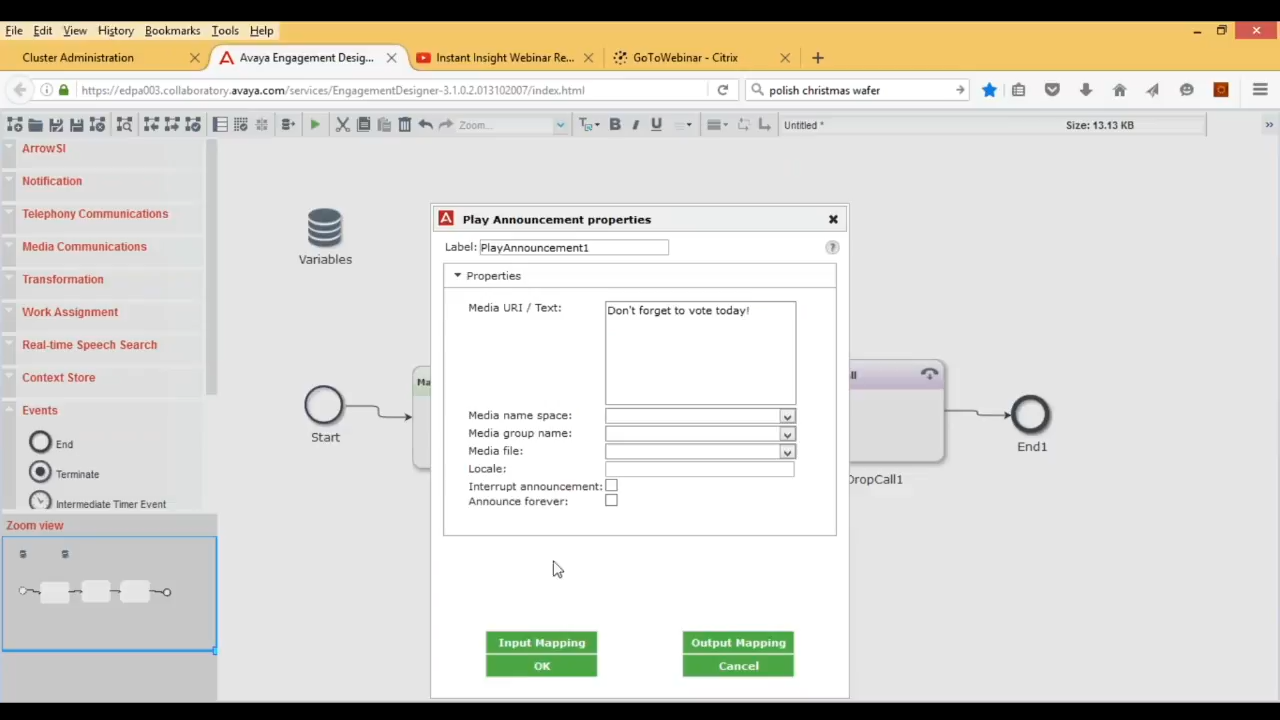 File Edit View History Bookmarks Tools Help
Cluster Administration
Avaya Engagement Desig...
Instant Insight Webinar Re...
GoToWebinar - Citrix
https://edpa003.collaboratory.avaya.com/services/EngagementDesigner-3.1.0.2.013102007/index.html
polish christmas wafer
Zoom...
B I U
Untitled *
Size: 13.13 KB
ArrowSI
Notification
Telephony Communications
Media Communications
Transformation
Work Assignment
Real-time Speech Search
Context Store
Events
End
Terminate
Intermediate Timer Event
Zoom view
Variables
Start
Ma
Play Announcement properties
Label: PlayAnnouncement1
Properties
Media URI / Text:
Don't forget to vote today!
Media name space:
Media group name:
Media file:
Locale:
Interrupt announcement:
Announce forever:
Input Mapping
Output Mapping
OK
Cancel
ll
DropCall1
End1